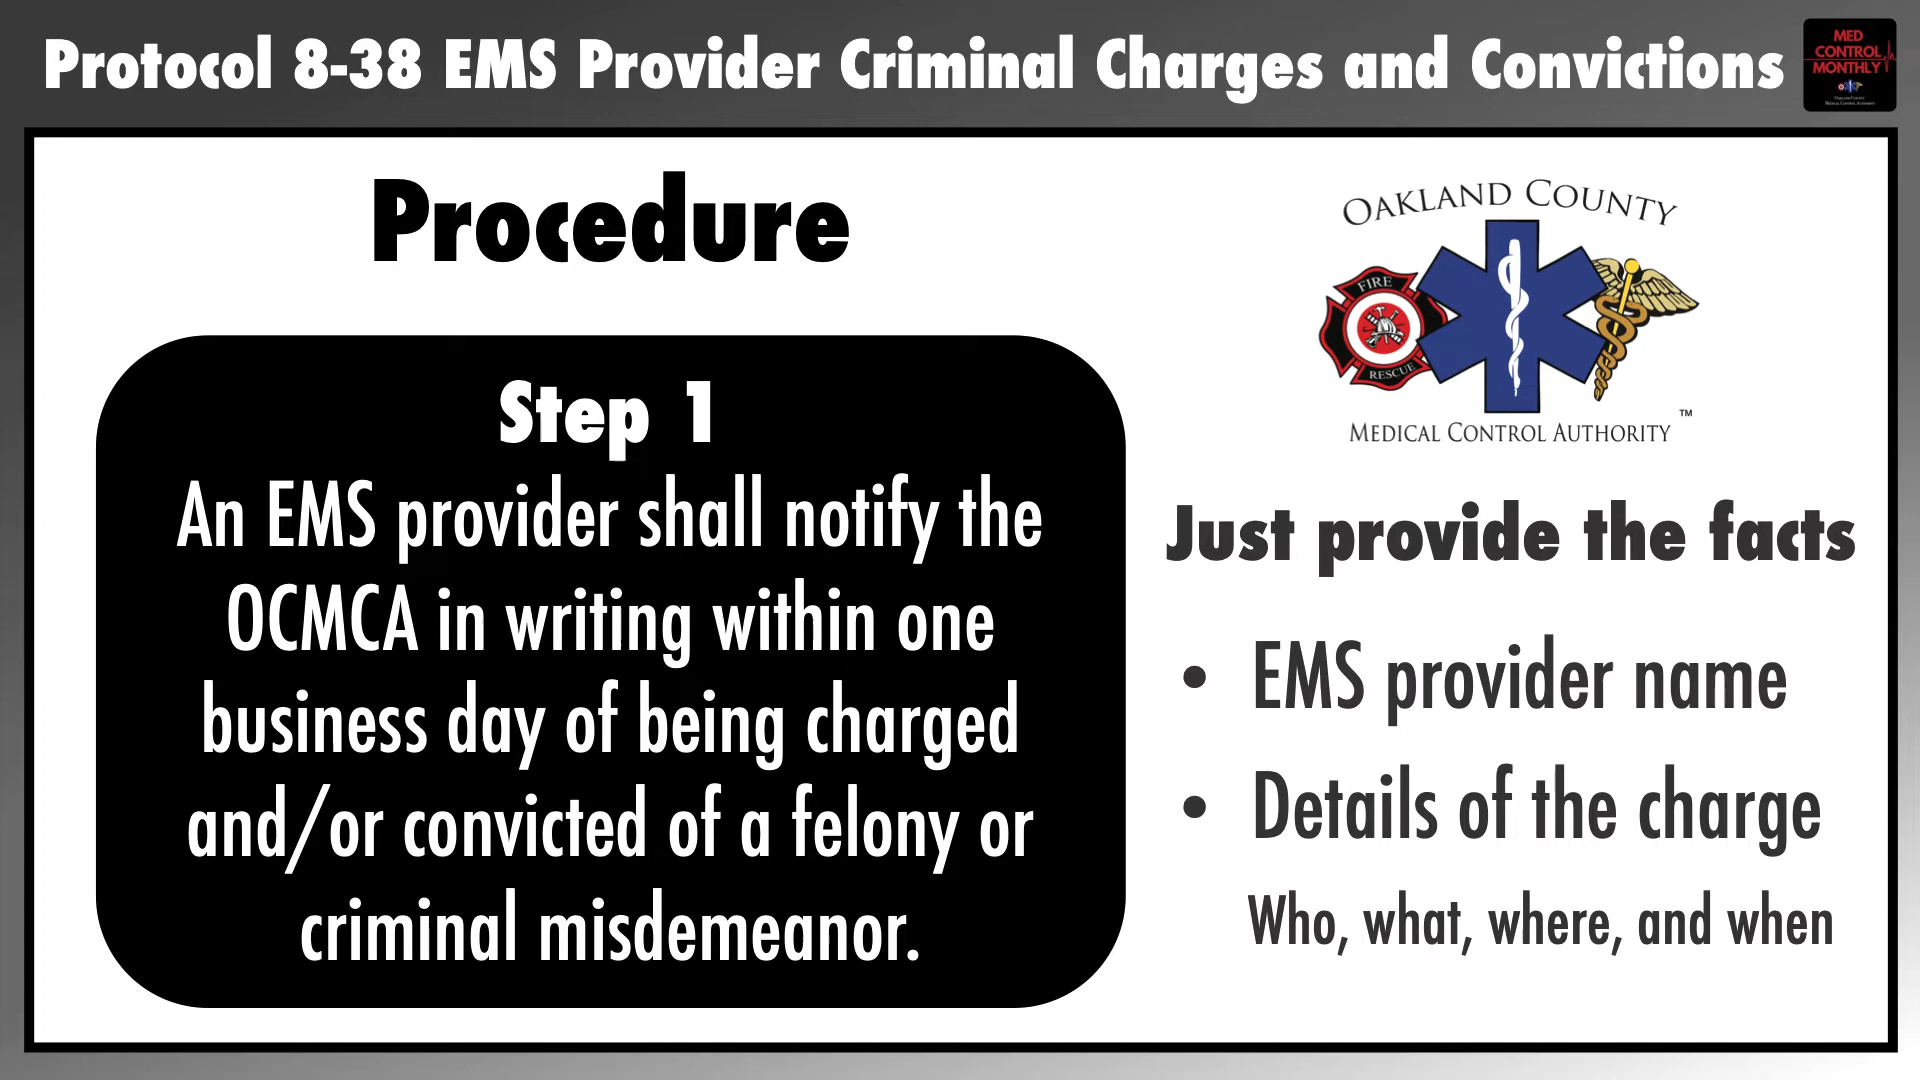 Protocol 8-38 EMS Provider Criminal Charges and Convictions
MED
CONTROL
MONTHLY
Procedure
Step 1
An EMS provider shall notify the
OCMCA in writing within one
business day of being charged
and/or convicted of a felony or
criminal misdemeanor.
OAKLAND COUNTY
FIRE
RESCUE
MEDICAL CONTROL AUTHORITY ™
Just provide the facts
• EMS provider name
• Details of the charge
Who, what, where, and when